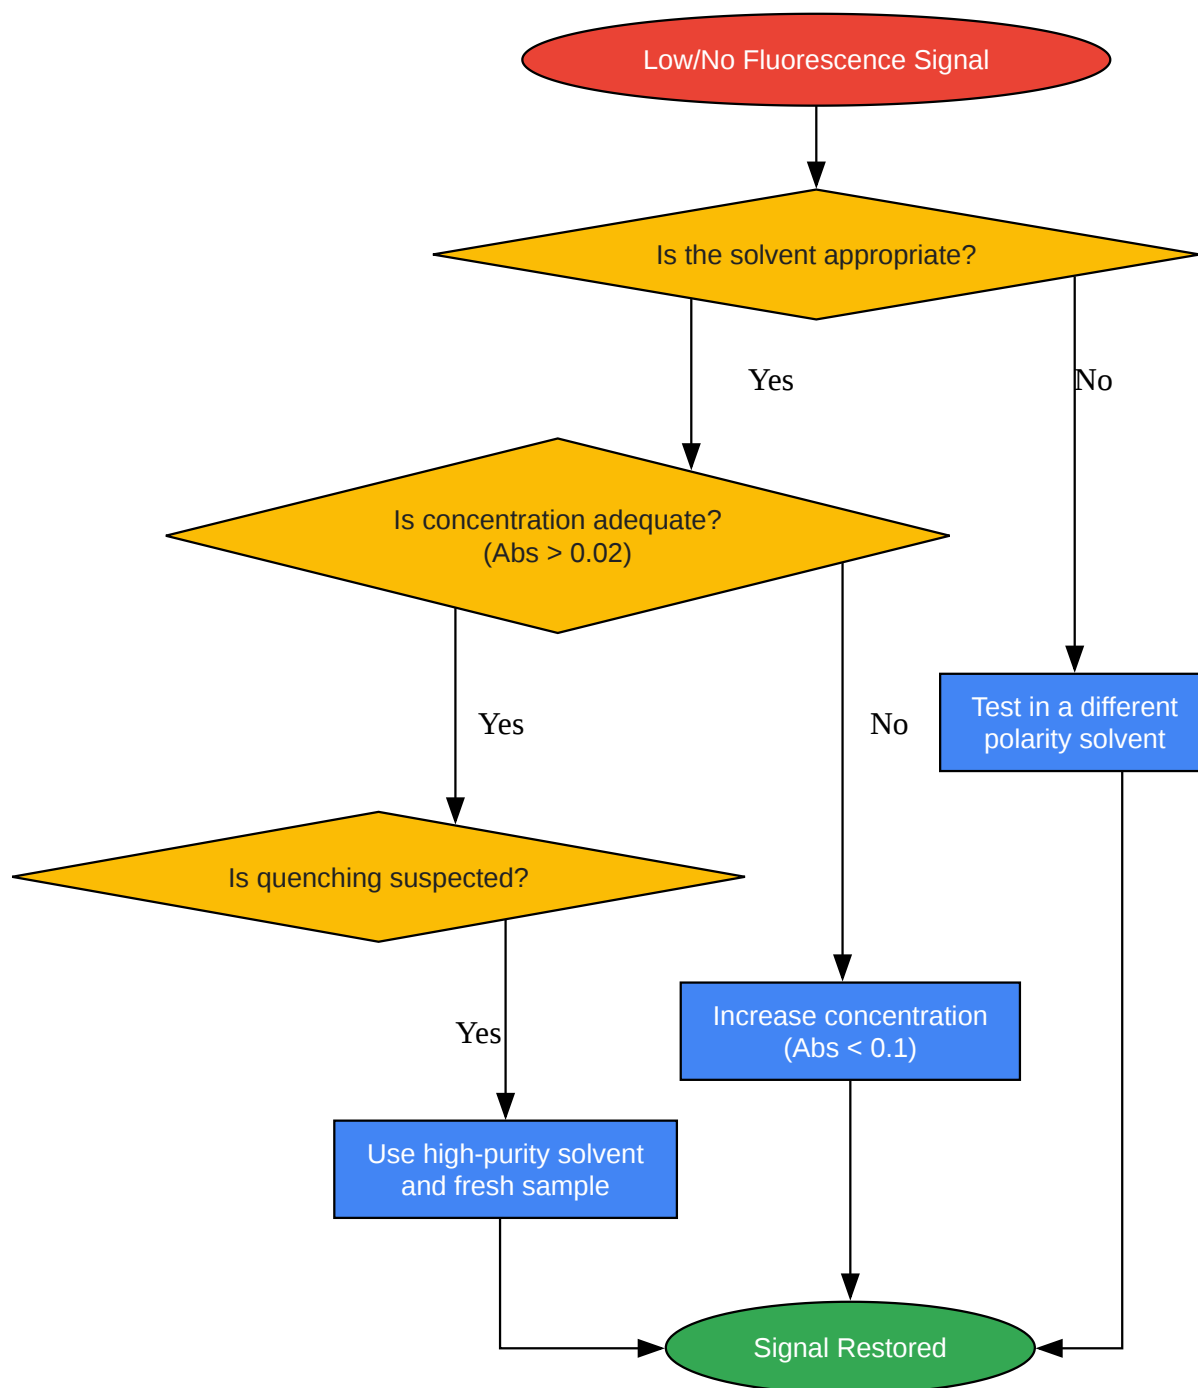 Low/No Fluorescence Signal
Is the solvent appropriate?
Yes
No
Is concentration adequate?
(Abs > 0.02)
Test in a different
polarity solvent
Yes
No
Is quenching suspected?
Increase concentration
(Abs < 0.1)
Yes
Use high-purity solvent
and fresh sample
Signal Restored